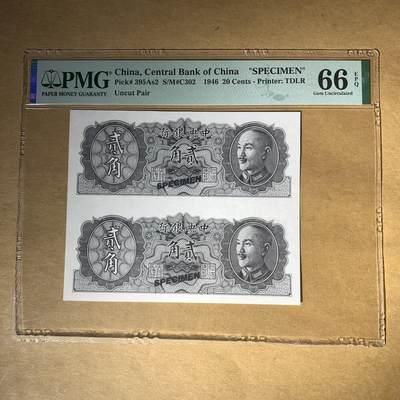 PMG
PAPER MONEY GUARANTY
China, Central Bank of China "SPECIMEN"
Pick# 395As2 S/M#C302 1946 20 Cents - Printer: TDLR
Uncut Pair
66 EPQ
Gem Uncirculated
行銀央中
貳角
角貳
SPECIMEN
行銀央中
貳角
角貳
SPECIMEN